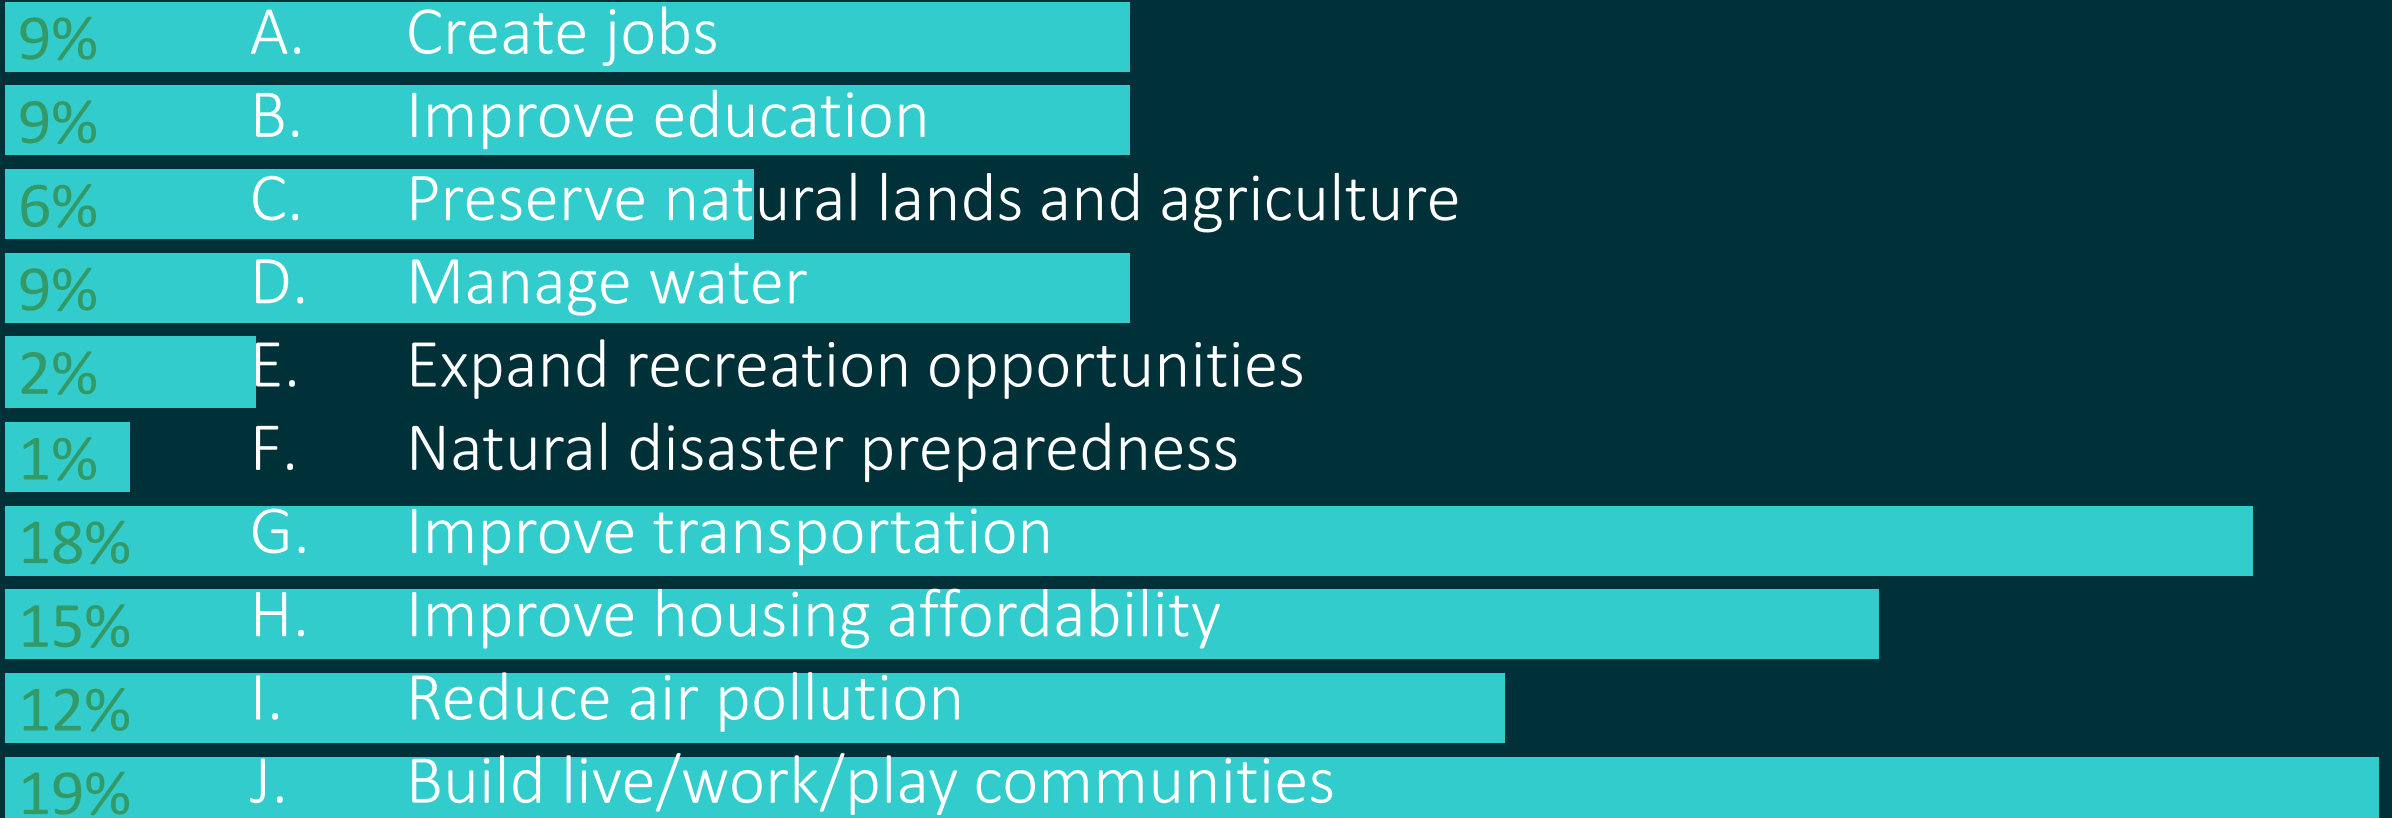 9% A. Create jobs
9% B. Improve education
6% C. Preserve natural lands and agriculture
9% D. Manage water
2% E. Expand recreation opportunities
1% F. Natural disaster preparedness
18% G. Improve transportation
15% H. Improve housing affordability
12% I. Reduce air pollution
19% J. Build live/work/play communities